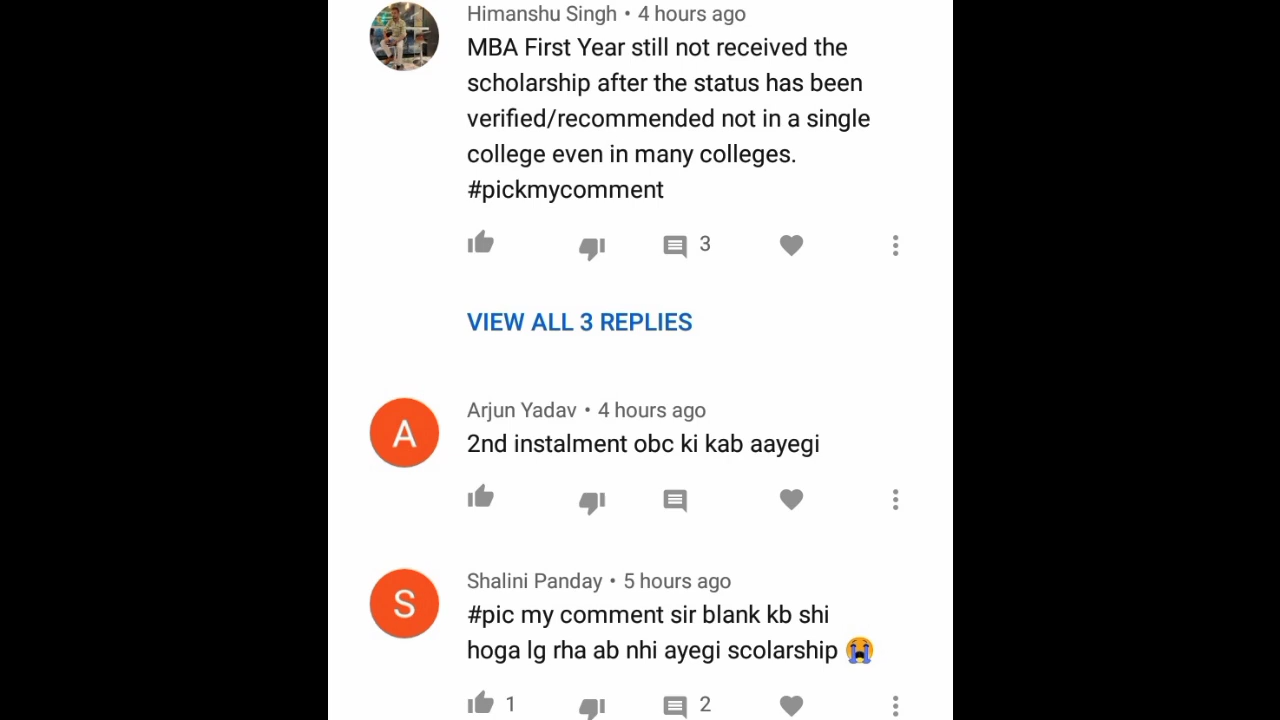 Himanshu Singh • 4 hours ago
MBA First Year still not received the
scholarship after the status has been
verified/recommended not in a single
college even in many colleges.
#pickmycomment
3
VIEW ALL 3 REPLIES
A
Arjun Yadav • 4 hours ago
2nd instalment obc ki kab aayegi
S
Shalini Panday • 5 hours ago
#pic my comment sir blank kb shi
hoga lg rha ab nhi ayegi scolarship 😭
1 2